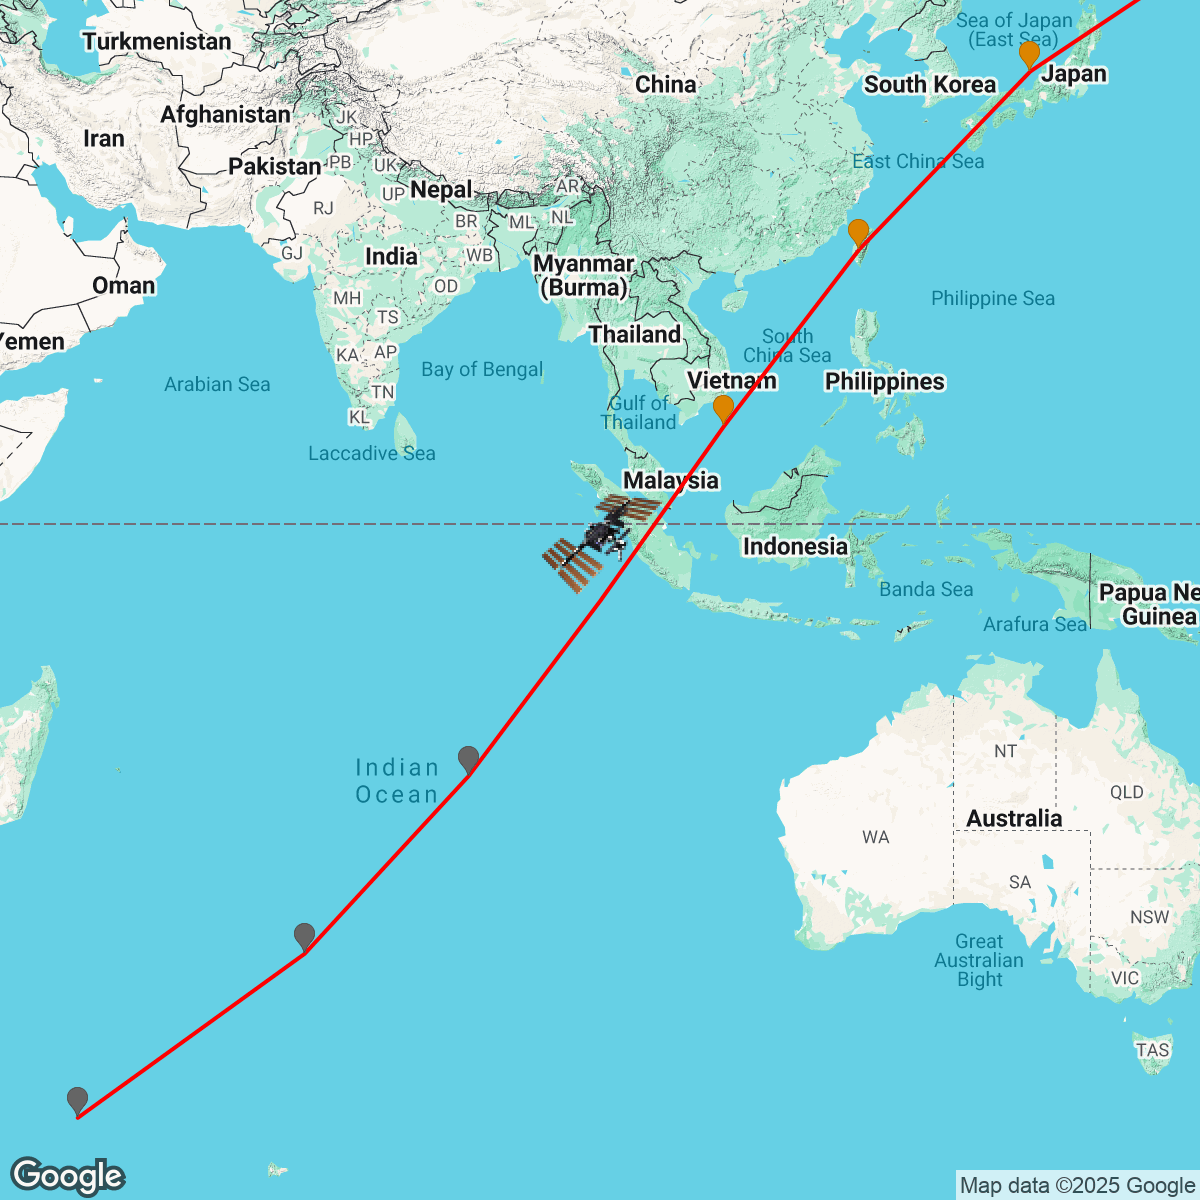 Sea of Japan
(East Sea)
Turkmenistan
China
South Korea
Japan
Afghanistan
JK
HP
Iran
Pakistan
PB
UK
East China Sea
UP
Nepal
AR
RJ
BR
ML
NL
GJ
India
WB
Myanmar
(Burma)
Oman
MH
OD
Philippine Sea
TS
Thailand
South
China Sea
Yemen
KA
AP
Bay of Bengal
Arabian Sea
TN
Vietnam
Philippines
KL
Gulf of
Thailand
Laccadive Sea
Malaysia
Indonesia
Banda Sea
Papua Ne
Guinea
Arafura Sea
NT
Indian
Ocean
QLD
Australia
WA
SA
NSW
Great
Australian
Bight
VIC
TAS
Google
Map data ©2025 Google